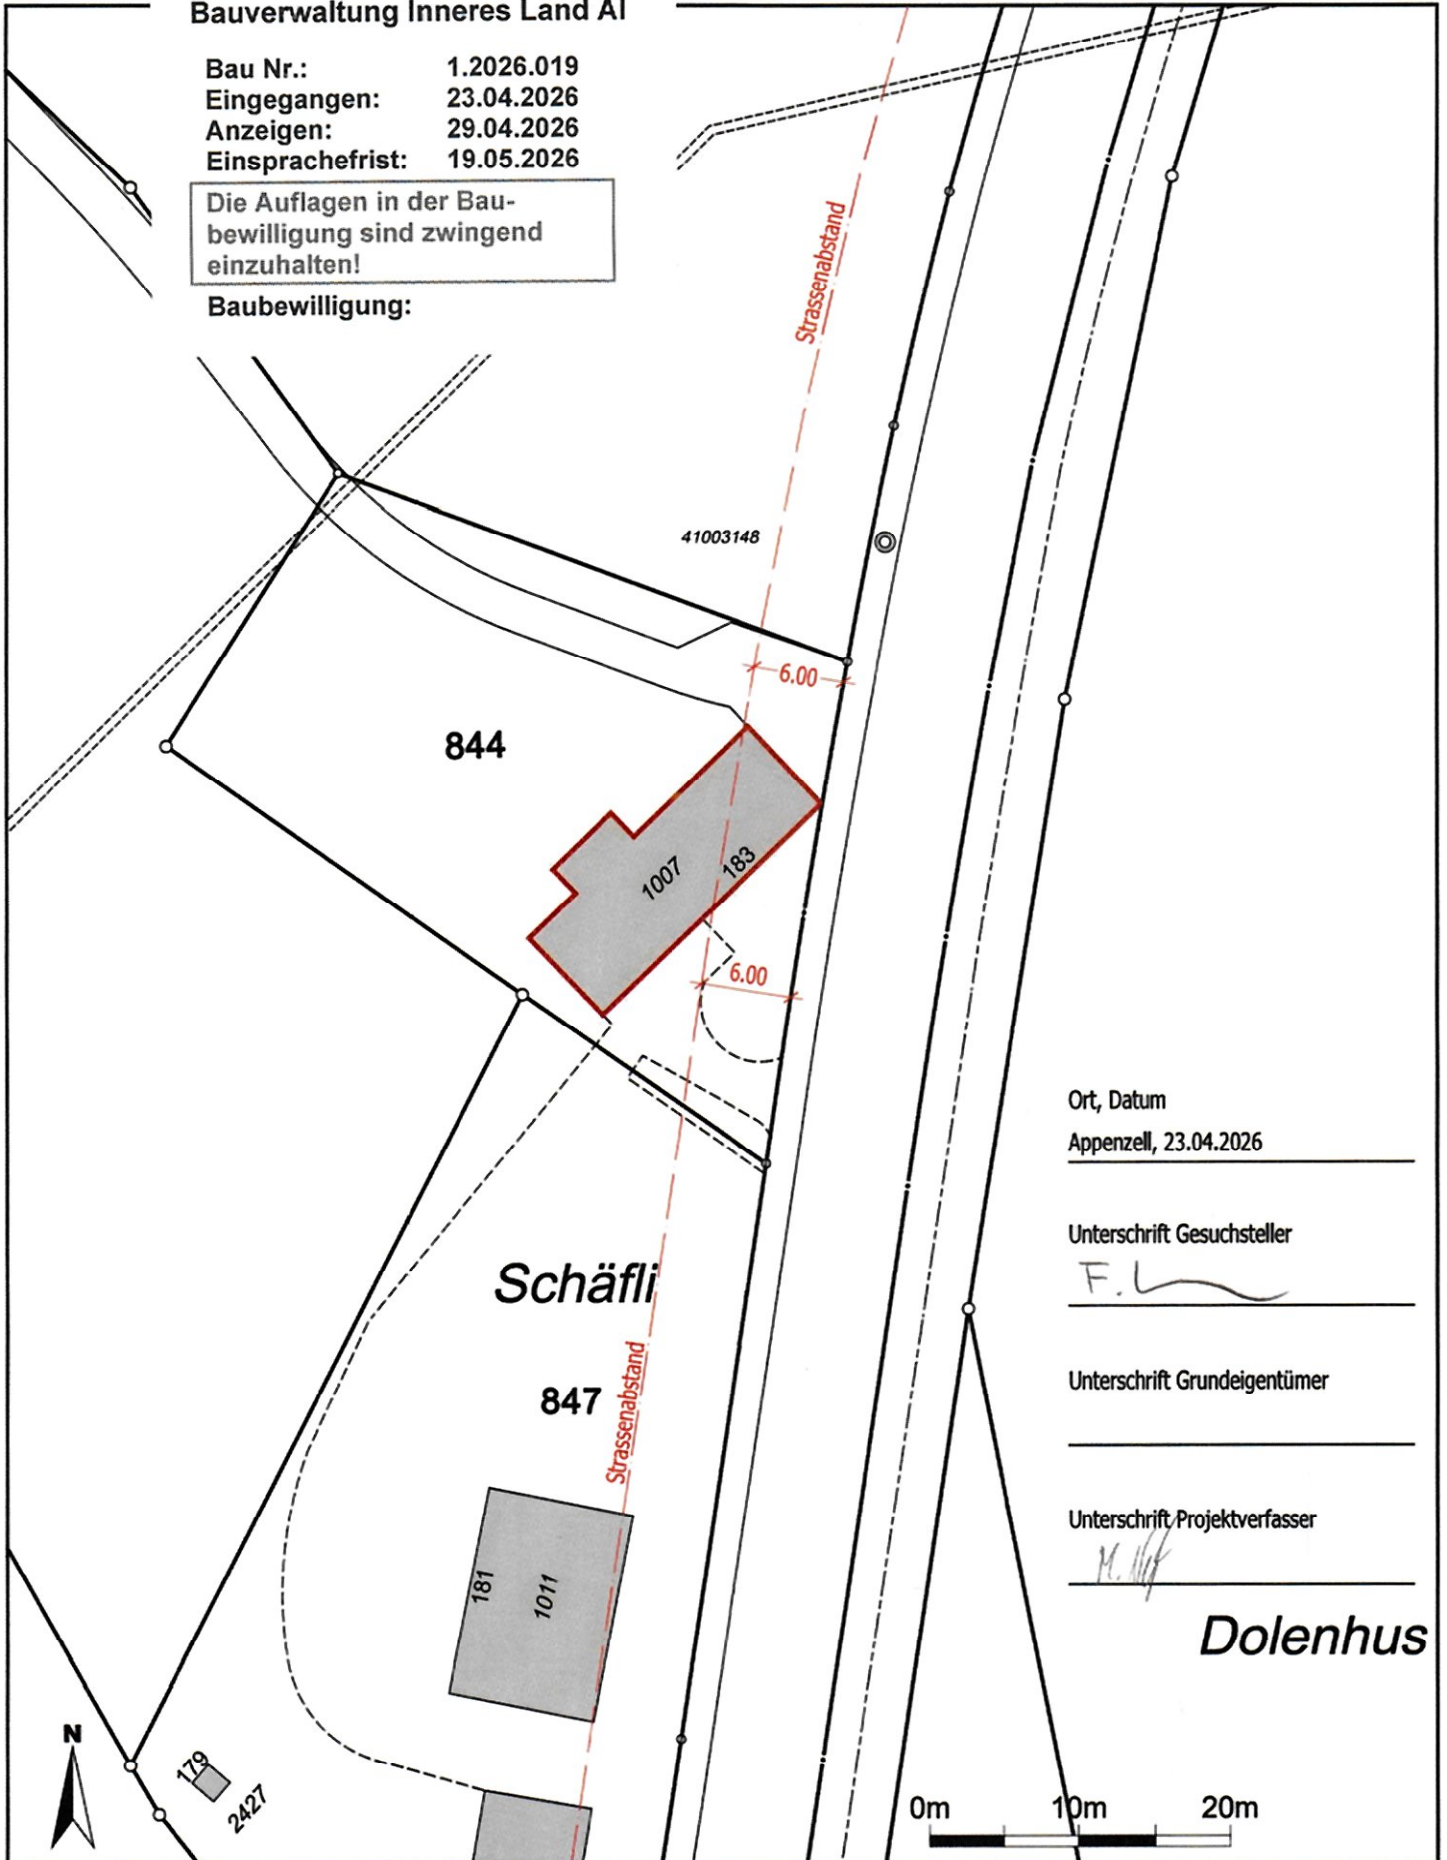 Bauverwaltung Inneres Land AI
Bau Nr.: 1.2026.019
Eingegangen: 23.04.2026
Anzeigen: 29.04.2026
Einsprachefrist: 19.05.2026
Die Auflagen in der Bau-
bewilligung sind zwingend
einzuhalten!
Baubewilligung:
Strassenabstand
41003148
6.00
844
1007
183
6.00
Ort, Datum
Appenzell, 23.04.2026
Unterschrift Gesuchsteller
F.
Schäfli
847
Strassenabstand
Unterschrift Grundeigentümer
Unterschrift Projektverfasser
M.
181
1011
Dolenhus
N
179
2427
0m 10m 20m